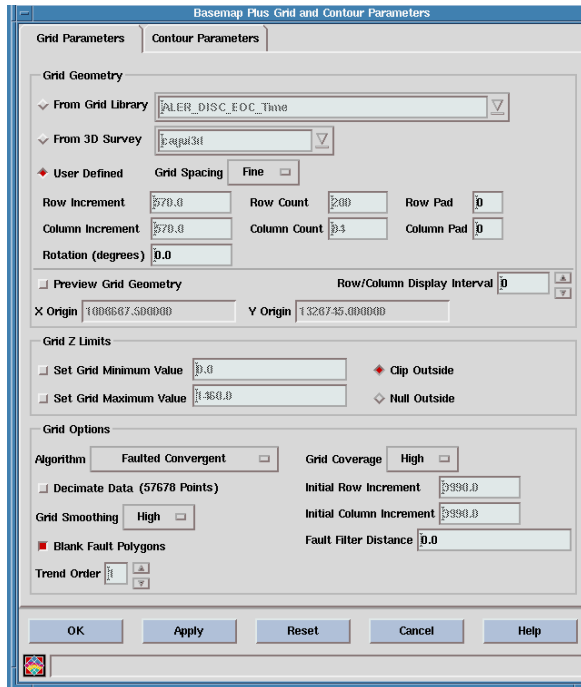 Basemap Plus Grid and Contour Parameters
Grid Parameters Contour Parameters
Grid Geometry
From Grid Library ALER_DISC_EOC_Time
From 3D Survey cayui3d
User Defined Grid Spacing Fine
Row Increment 570.0 Row Count 200 Row Pad 0
Column Increment 570.0 Column Count Column Pad 0
Rotation (degrees) 0.0
Preview Grid Geometry Row/Column Display Interval 0
X Origin Y Origin
Grid Z Limits
Set Grid Minimum Value 0.0 Clip Outside
Set Grid Maximum Value 1460.0 Null Outside
Grid Options
Algorithm Faulted Convergent Grid Coverage High
Decimate Data (57678 Points) Initial Row Increment 3990.0
Grid Smoothing High Initial Column Increment 3990.0
Blank Fault Polygons Fault Filter Distance 0.0
Trend Order 1
OK Apply Reset Cancel Help